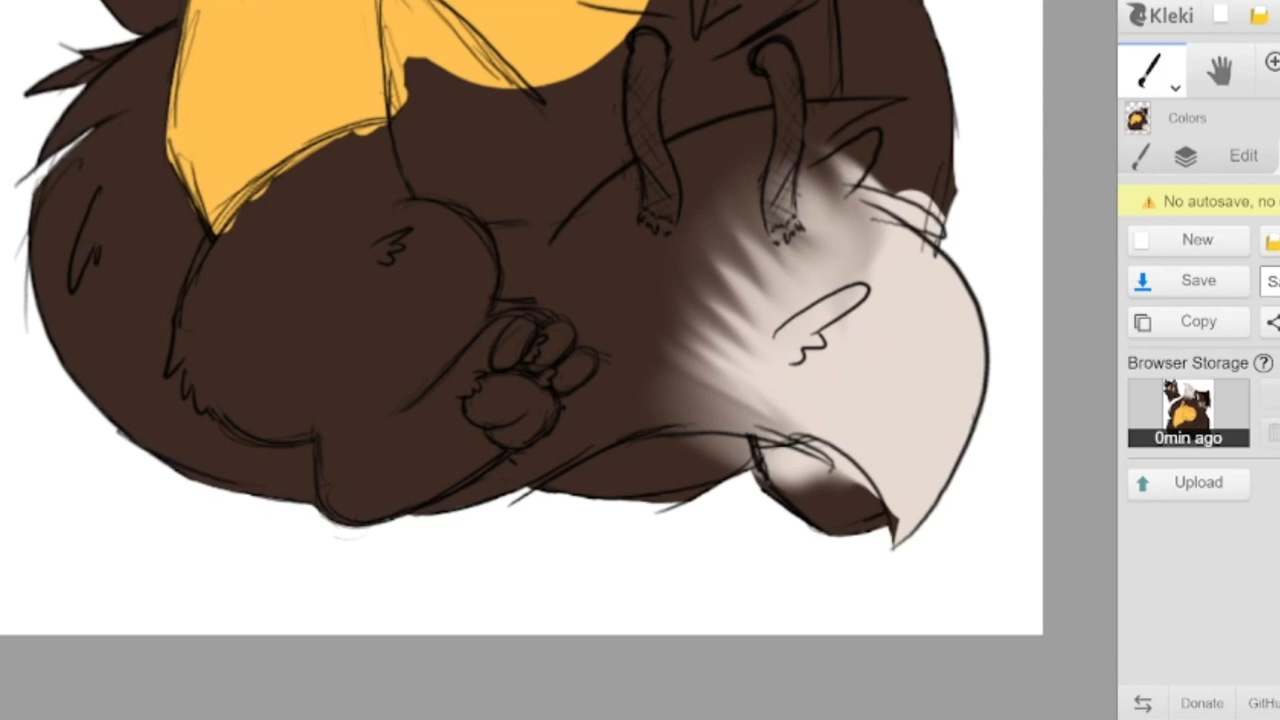 Kleki
Colors
Edit
No autosave, no
New
Save
Copy
Browser Storage ?
0min ago
Upload
Donate